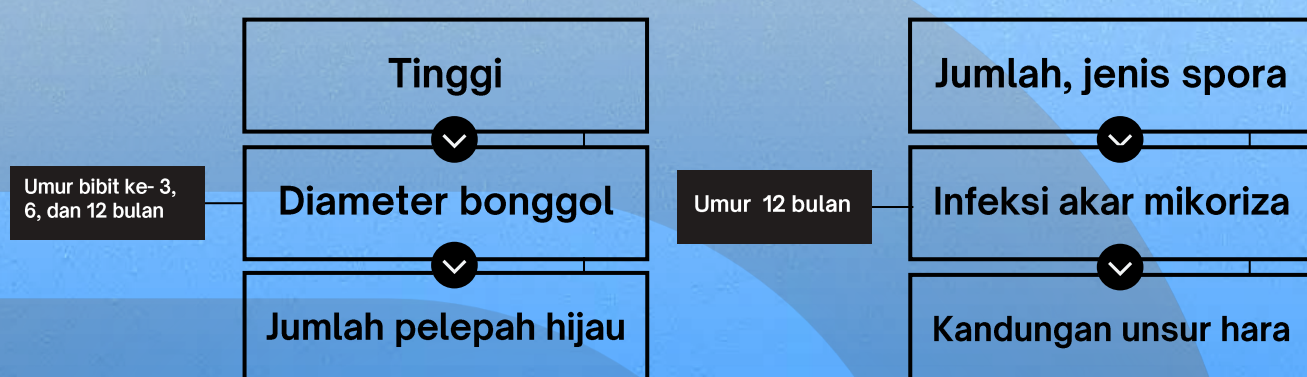 Tinggi
Umur bibit ke- 3,
6, dan 12 bulan
Diameter bonggol
Jumlah pelepah hijau
Jumlah, jenis spora
Umur 12 bulan
Infeksi akar mikoriza
Kandungan unsur hara